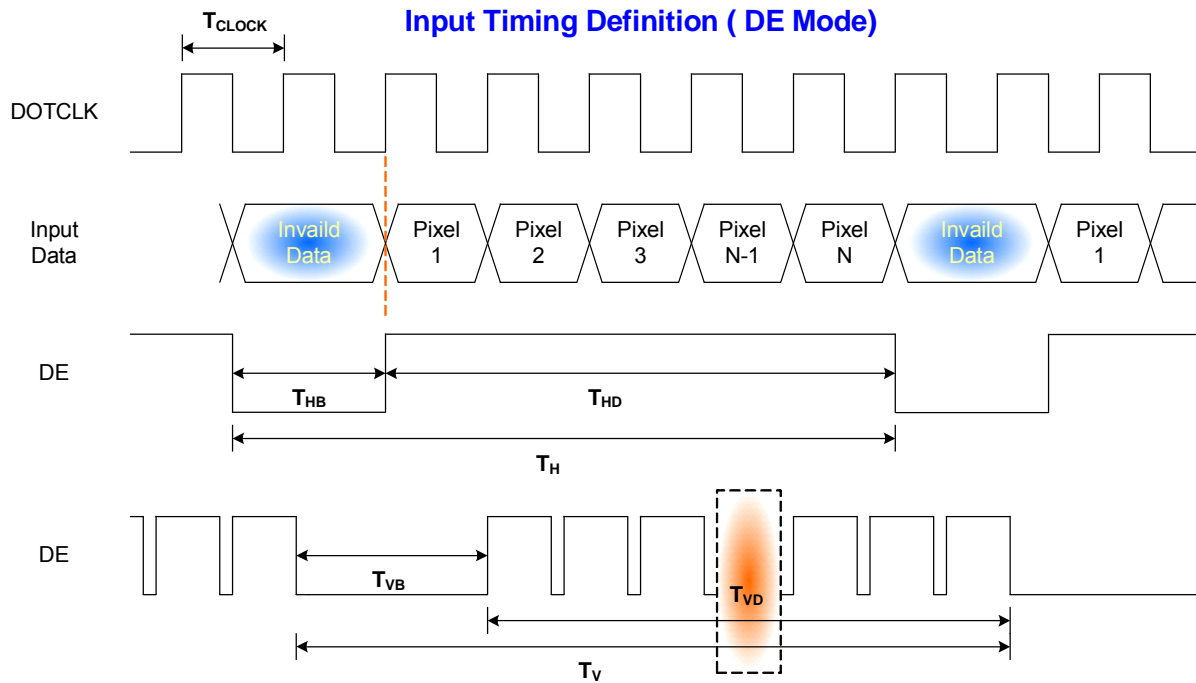 Input Timing Definition ( DE Mode)
TCLOCK
DOTCLK
Input
Data
Invaild
Data
Pixel
1
Pixel
2
Pixel
3
Pixel
N-1
Pixel
N
Invaild
Data
Pixel
1
DE
THB
THD
TH
DE
TVB
TVD
TV